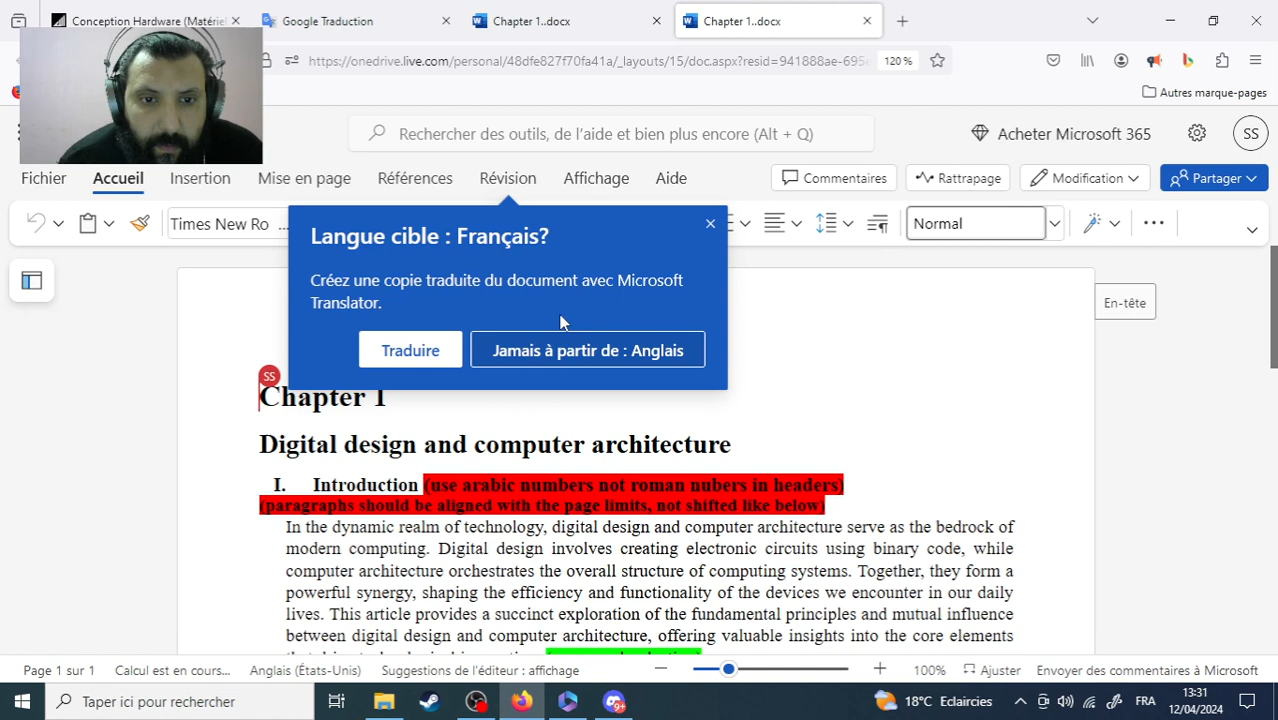 Conception Hardware (Matérie
Google Traduction
Chapter 1..docx
Chapter 1..docx
https://onedrive.live.com/personal/48dfe827f70fa41a/_layouts/15/doc.aspx?resid=941888ae-695e
120 %
Autres marque-pages
Rechercher des outils, de l'aide et bien plus encore (Alt + Q)
Acheter Microsoft 365
SS
Fichier Accueil Insertion Mise en page Références Révision Affichage Aide
Commentaires Rattrapage Modification Partager
Times New Ro ...
Normal
Langue cible : Français?
Créez une copie traduite du document avec Microsoft
Translator.
Traduire
Jamais à partir de : Anglais
En-tête
SS
Chapter 1
Digital design and computer architecture
I. Introduction (use arabic numbers not roman nubers in headers)
(paragraphs should be aligned with the page limits, not shifted like below)
In the dynamic realm of technology, digital design and computer architecture serve as the bedrock of
modern computing. Digital design involves creating electronic circuits using binary code, while
computer architecture orchestrates the overall structure of computing systems. Together, they form a
powerful synergy, shaping the efficiency and functionality of the devices we encounter in our daily
lives. This article provides a succinct exploration of the fundamental principles and mutual influence
between digital design and computer architecture, offering valuable insights into the core elements
Page 1 sur 1 Calcul est en cours... Anglais (États-Unis) Suggestions de l'éditeur : affichage
100% Ajuster Envoyer des commentaires à Microsoft
Taper ici pour rechercher
9+
18°C Eclaircies
FRA
13:31
12/04/2024